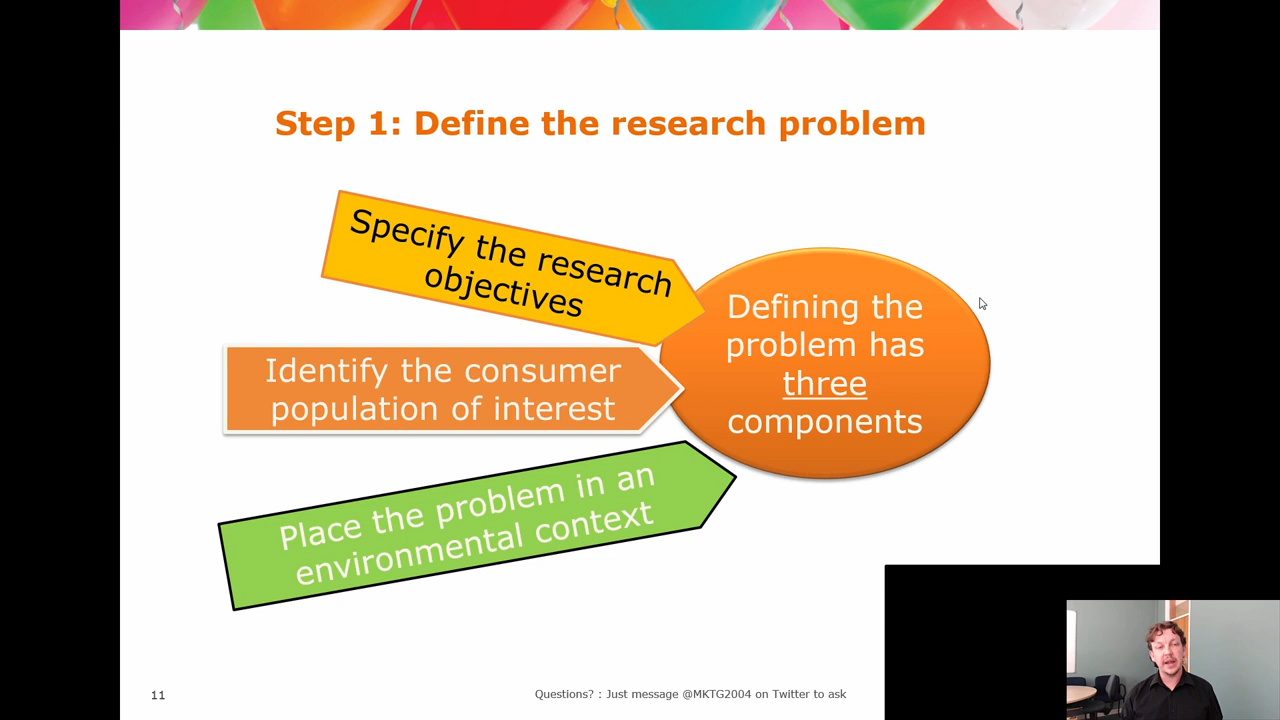 Step 1: Define the research problem
Specify the research
objectives
Identify the consumer
population of interest
Place the problem in an
environmental context
Defining the
problem has
three
components
11
Questions? : Just message @MKTG2004 on Twitter to ask